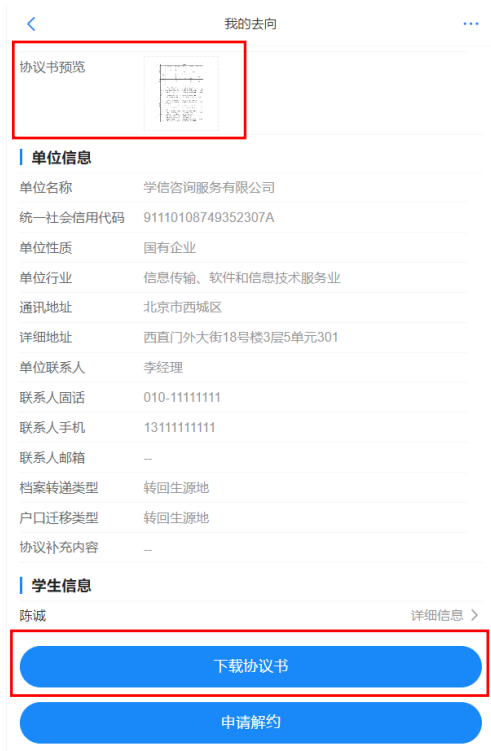 我的去向
协议书预览
单位信息
单位名称 学信咨询服务有限公司
统一社会信用代码 91110108749352307A
单位性质 国有企业
单位行业 信息传输、软件和信息技术服务业
通讯地址 北京市西城区
详细地址 西直门外大街18号楼3层5单元301
单位联系人 李经理
联系人固话 010-11111111
联系人手机 13111111111
联系人邮箱 --
档案转递类型 转回生源地
户口迁移类型 转回生源地
协议补充内容 --
学生信息
陈诚 详细信息
下载协议书
申请解约